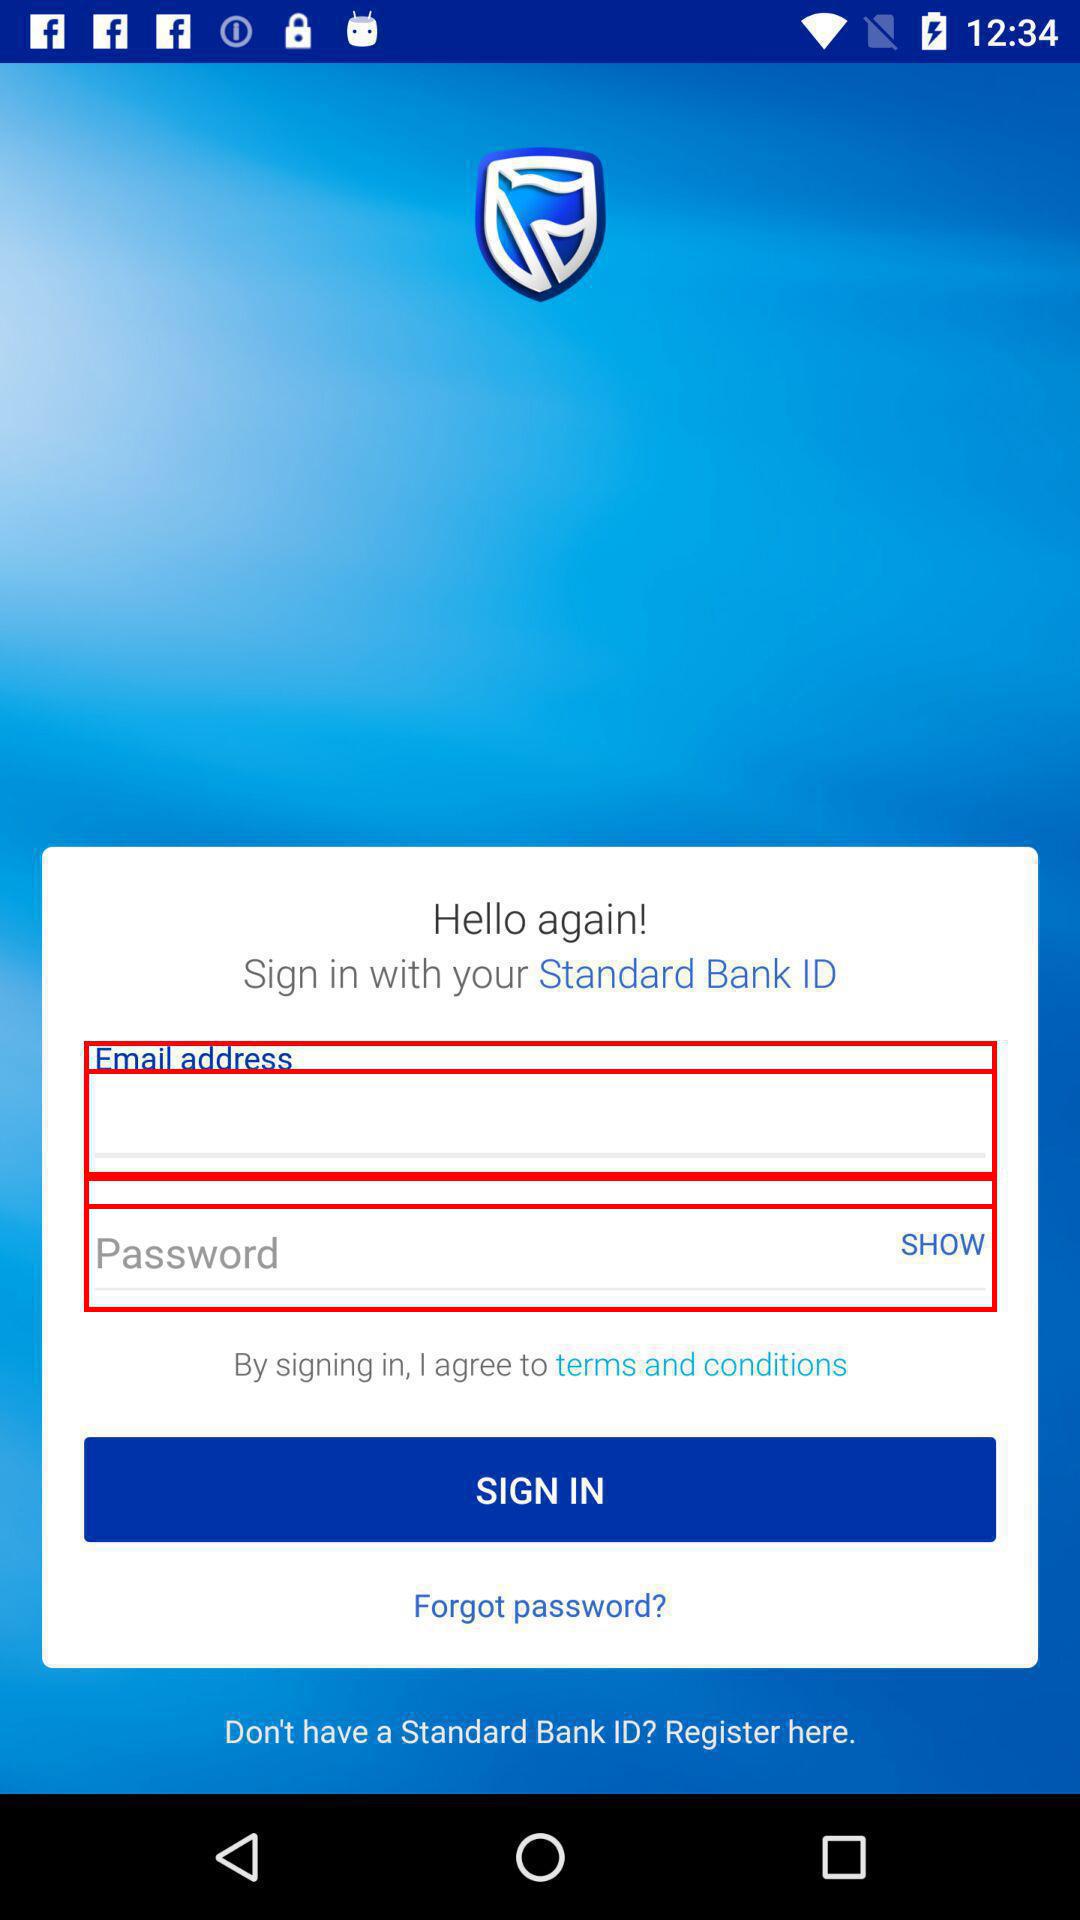 12:34
Hello again!
Sign in with your Standard Bank ID
Email address
Password
SHOW
By signing in, I agree to terms and conditions
SIGN IN
Forgot password?
Don't have a Standard Bank ID? Register here.